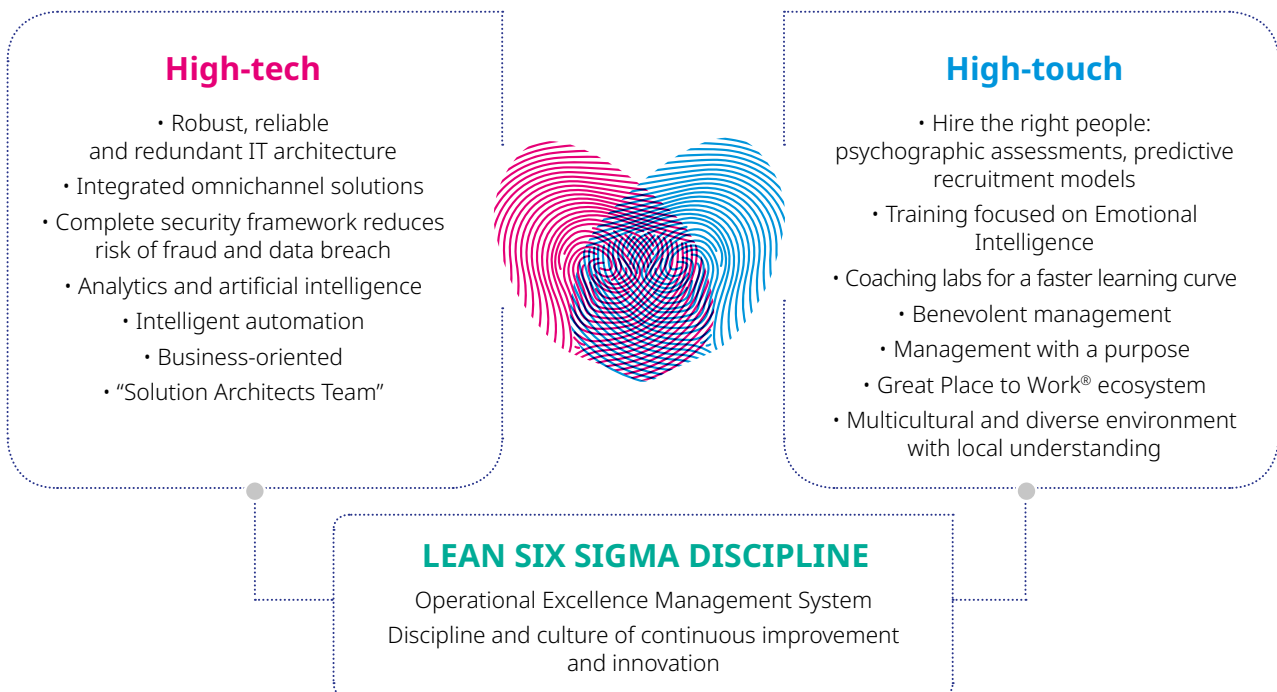 High-tech
• Robust, reliable
and redundant IT architecture
• Integrated omnichannel solutions
• Complete security framework reduces
risk of fraud and data breach
• Analytics and artificial intelligence
• Intelligent automation
• Business-oriented
• “Solution Architects Team”
High-touch
• Hire the right people:
psychographic assessments, predictive
recruitment models
• Training focused on Emotional
Intelligence
• Coaching labs for a faster learning curve
• Benevolent management
• Management with a purpose
• Great Place to Work® ecosystem
• Multicultural and diverse environment
with local understanding
LEAN SIX SIGMA DISCIPLINE
Operational Excellence Management System
Discipline and culture of continuous improvement
and innovation